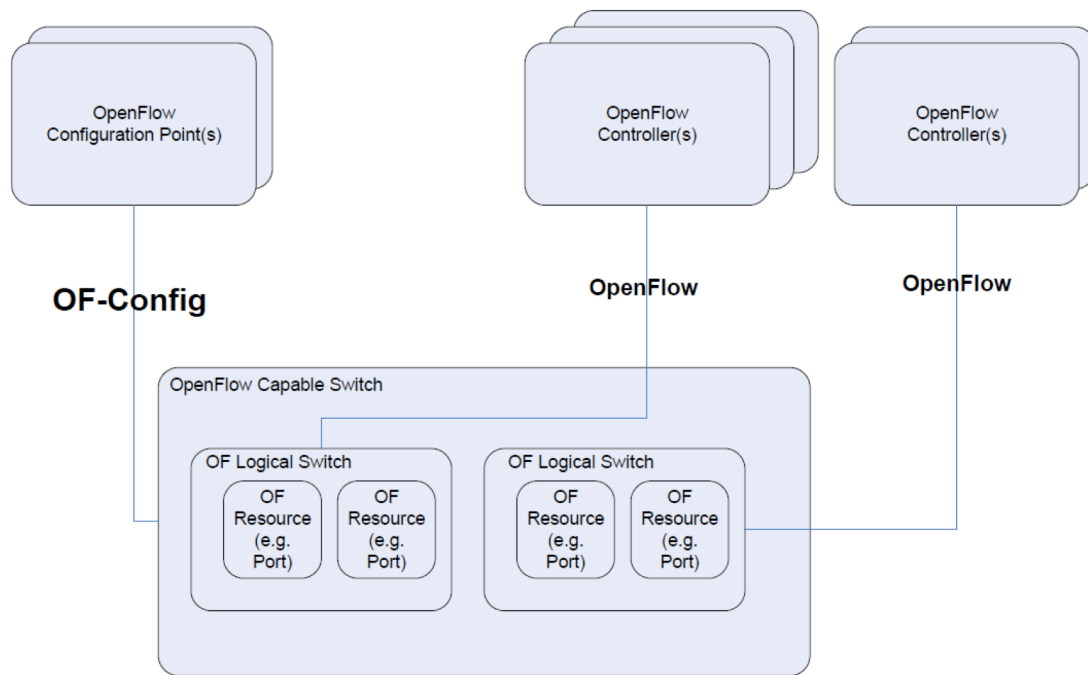 OpenFlow
Configuration Point(s)
OpenFlow
Controller(s)
OpenFlow
Controller(s)
OF-Config
OpenFlow
OpenFlow
OpenFlow Capable Switch
OF Logical Switch
OF
Resource
(e.g.
Port)
OF
Resource
(e.g.
Port)
OF Logical Switch
OF
Resource
(e.g.
Port)
OF
Resource
(e.g.
Port)